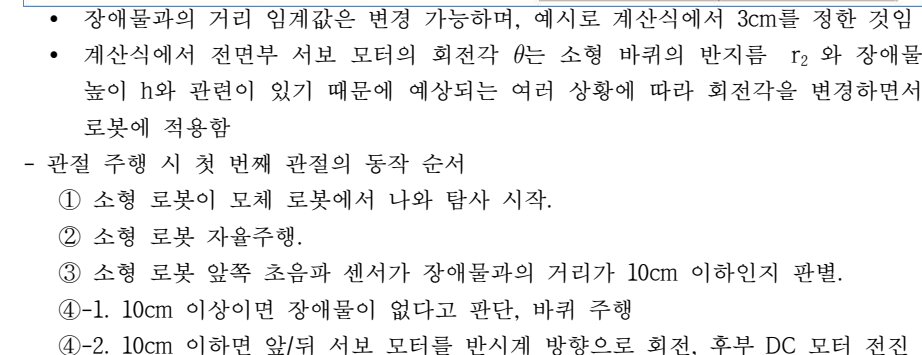 • 장애물과의 거리 임계값은 변경 가능하며, 예시로 계산식에서 3cm를 정한 것임
• 계산식에서 전면부 서보 모터의 회전각 θ는 소형 바퀴의 반지름 r₂ 와 장애물
높이 h와 관련이 있기 때문에 예상되는 여러 상황에 따라 회전각을 변경하면서
로봇에 적용함
- 관절 주행 시 첫 번째 관절의 동작 순서
① 소형 로봇이 모체 로봇에서 나와 탐사 시작.
② 소형 로봇 자율주행.
③ 소형 로봇 앞쪽 초음파 센서가 장애물과의 거리가 10cm 이하인지 판별.
④-1. 10cm 이상이면 장애물이 없다고 판단, 바퀴 주행
④-2. 10cm 이하면 앞/뒤 서보 모터를 반시계 방향으로 회전, 후부 DC 모터 전진